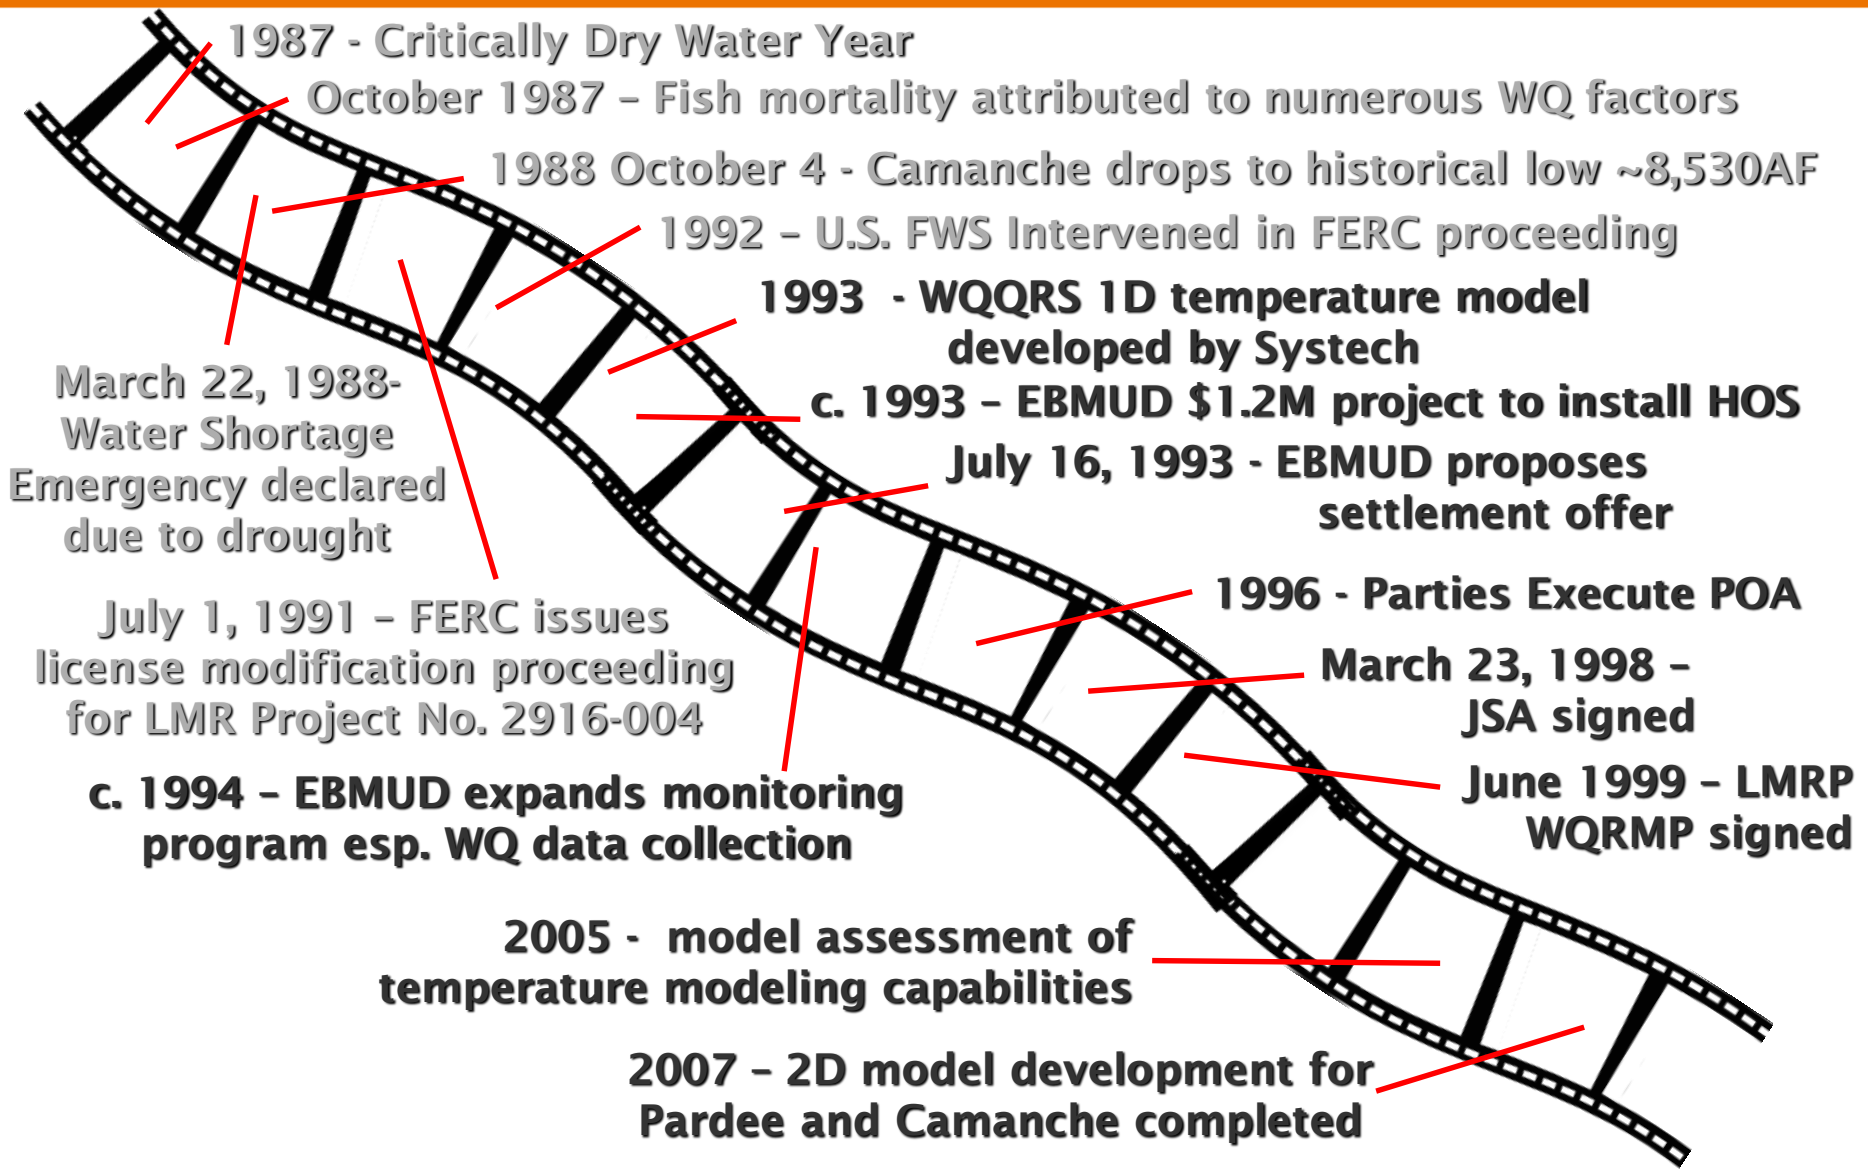 1987 - Critically Dry Water Year
October 1987 – Fish mortality attributed to numerous WQ factors
1988 October 4 - Camanche drops to historical low ~8,530AF
1992 – U.S. FWS Intervened in FERC proceeding
1993  - WQQRS 1D temperature model
developed by Systech
c. 1993 – EBMUD $1.2M project to install HOS
July 16, 1993 - EBMUD proposes
settlement offer
March 22, 1988-
Water Shortage
Emergency declared
due to drought
July 1, 1991 – FERC issues
license modification proceeding
for LMR Project No. 2916-004
1996 - Parties Execute POA
March 23, 1998 –
JSA signed
c. 1994 – EBMUD expands monitoring
program esp. WQ data collection
June 1999 – LMRP
WQRMP signed
2005 -  model assessment of
temperature modeling capabilities
2007 – 2D model development for
Pardee and Camanche completed